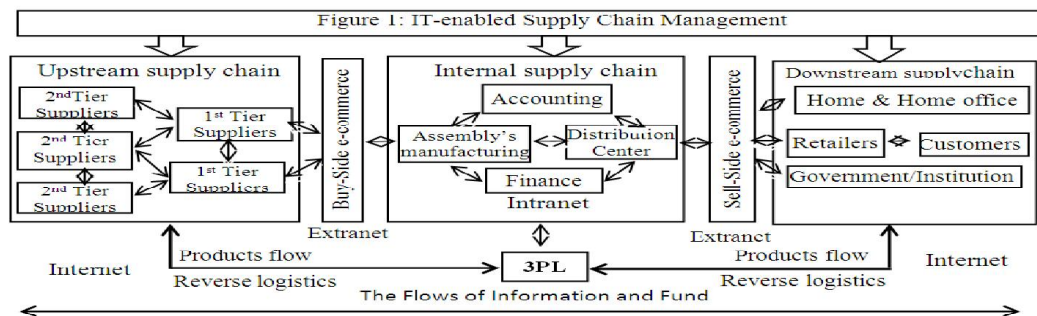 Figure 1: IT-enabled Supply Chain Management
Upstream supply chain
2nd Tier
Suppliers
2nd Tier
Suppliers
2nd Tier
Suppliers
1st Tier
Suppliers
1st Tier
Suppliers
Buy-Side e-commerce
Extranet
Internal supply chain
Accounting
Assembly's
manufacturing
Distribution
Center
Finance
Intranet
Sell-Side e-commerce
Extranet
Downstream supplychain
Home & Home office
Retailers
Customers
Government/Institution
Internet
Products flow
Reverse logistics
3PL
Products flow
Reverse logistics
Internet
The Flows of Information and Fund